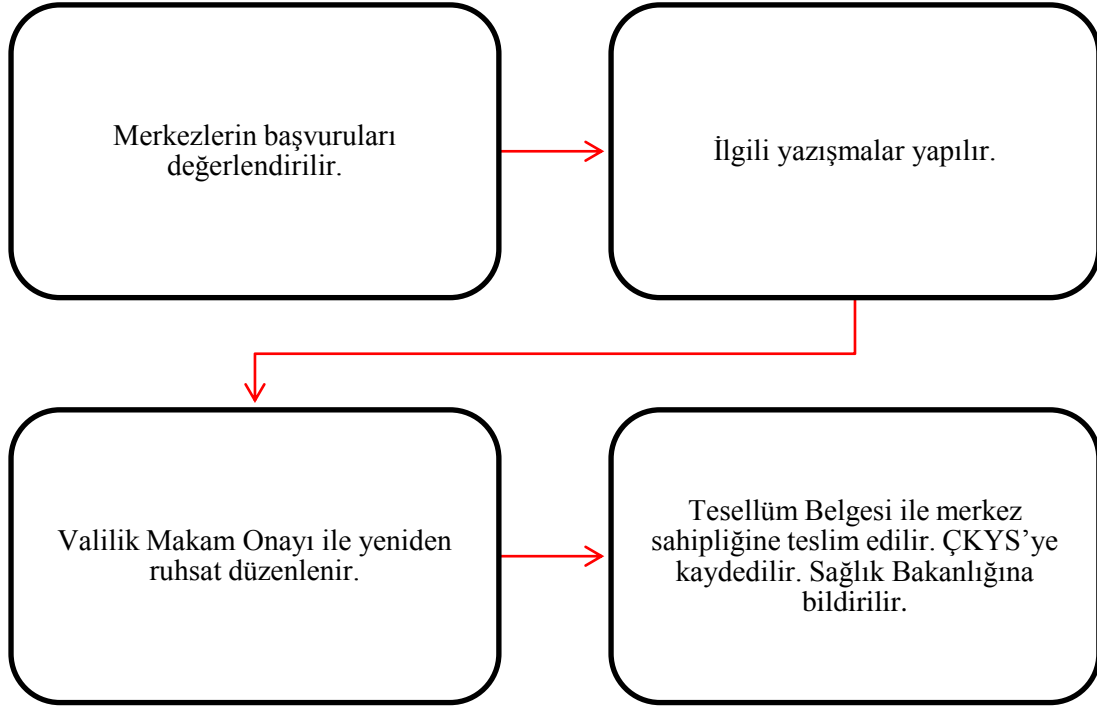 Merkezlerin başvuruları
değerlendirilir.
İlgili yazışmalar yapılır.
Valilik Makam Onayı ile yeniden
ruhsat düzenlenir.
Tesellüm Belgesi ile merkez
sahipliğine teslim edilir. ÇKYS’ye
kaydedilir. Sağlık Bakanlığına
bildirilir.